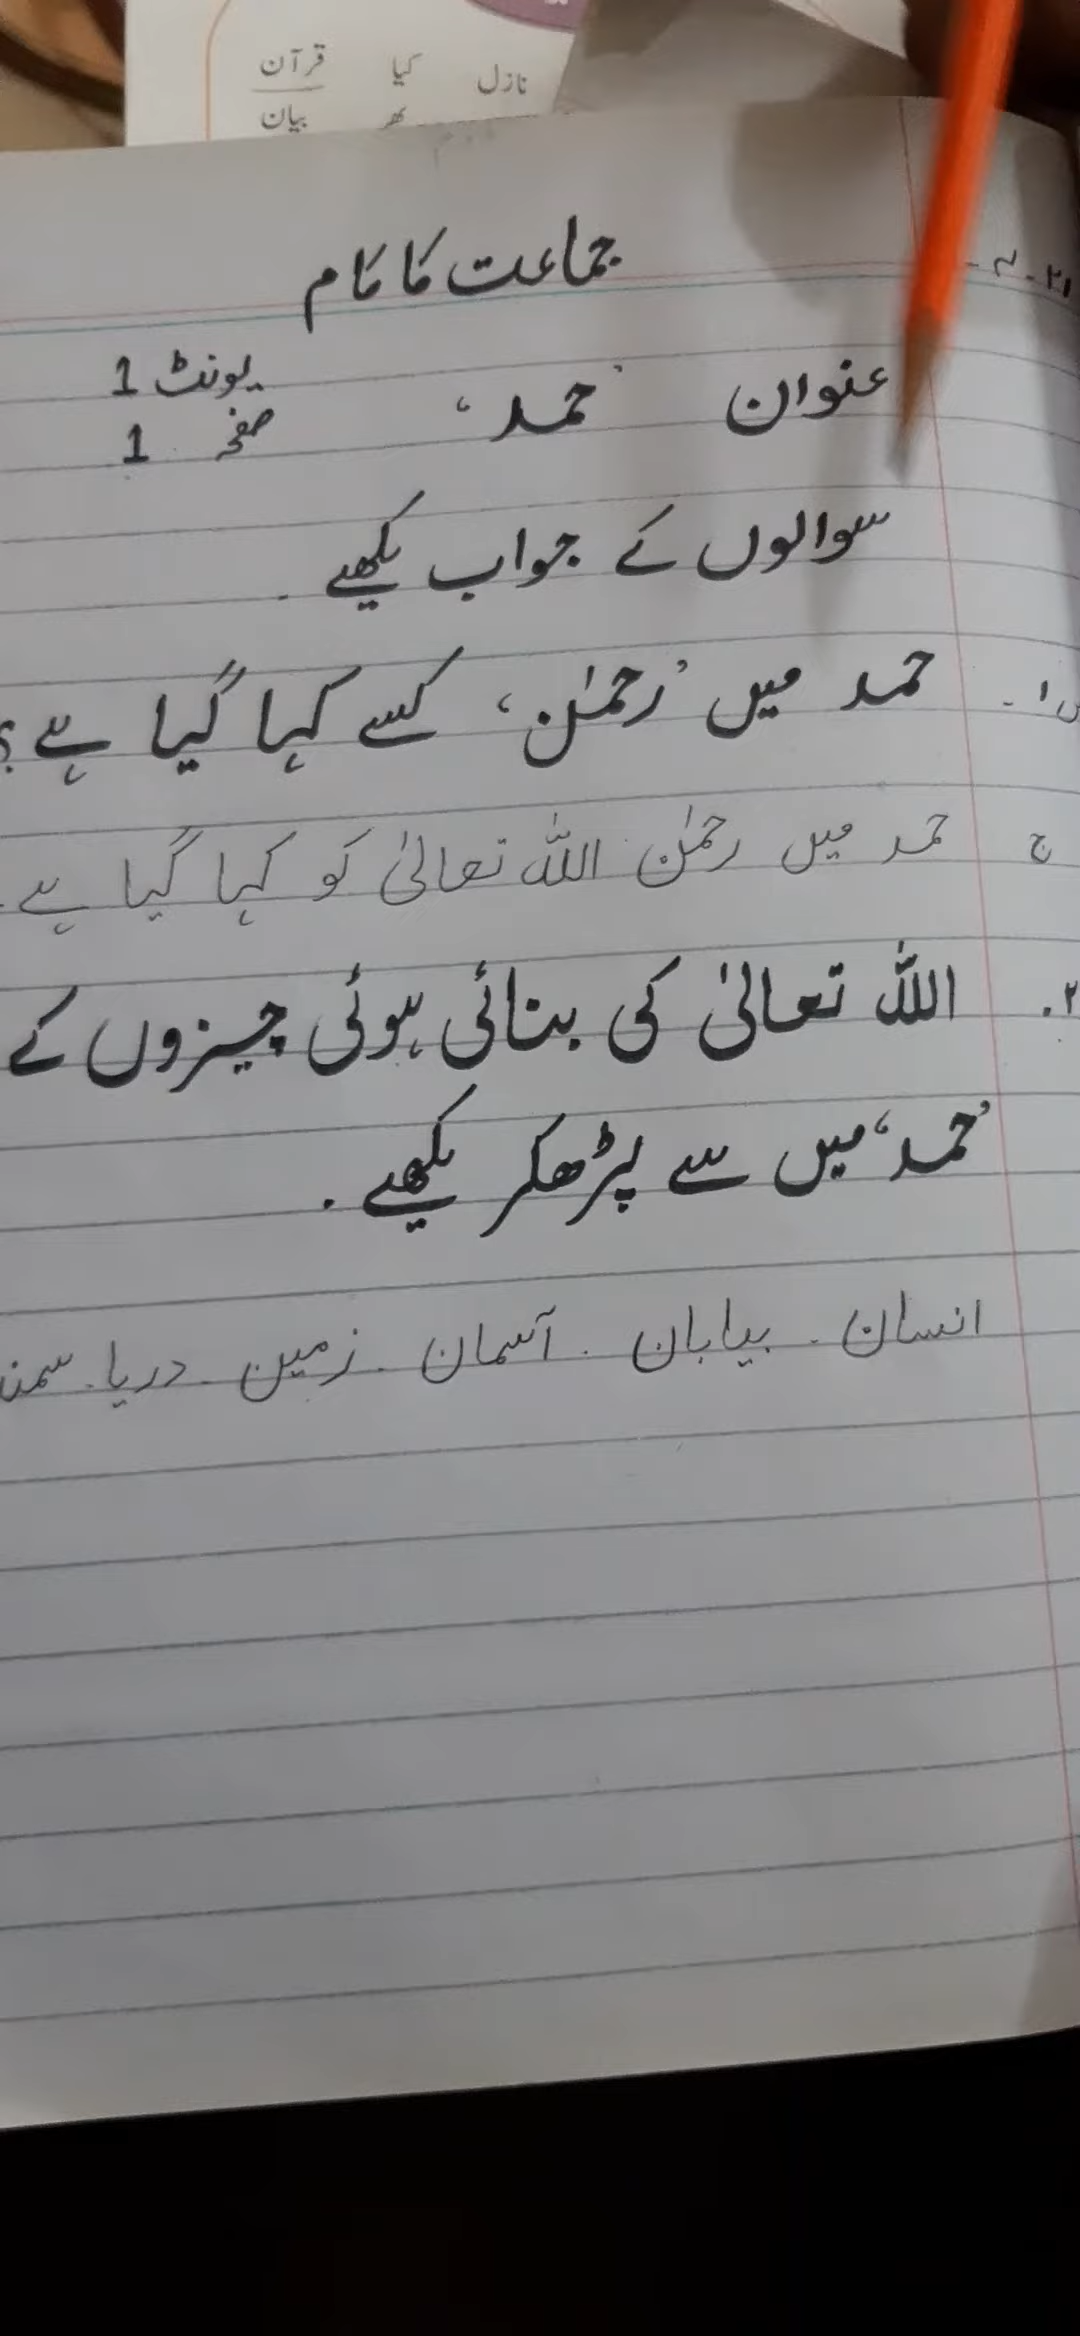 نازل کیا قرآن
پھر بیان
جماعت کا کام
عنوان 'حمد' یونٹ 1
صفحہ 1
سوالوں کے جواب لکھیے ۔
س ا ۔ حمد میں 'رحمٰن' کسے کہا گیا ہے؟
ج حمد میں رحمٰن اللہ تعالیٰ کو کہا گیا ہے ۔
۲۔ اللہ تعالیٰ کی بنائی ہوئی چیزوں کے
'حمد' میں سے پڑھ کر لکھیے ۔
انسان ۔ بیابان ۔ آسمان ۔ زمین ۔ دریا ۔